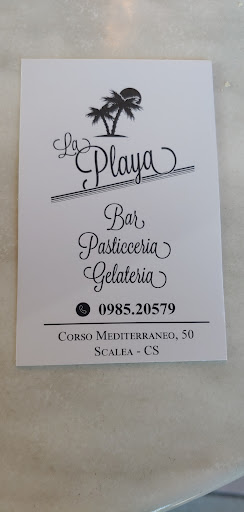 La Playa
Bar
Pasticceria
Gelateria
0985.20579
Corso Mediterraneo, 50
Scalea - CS